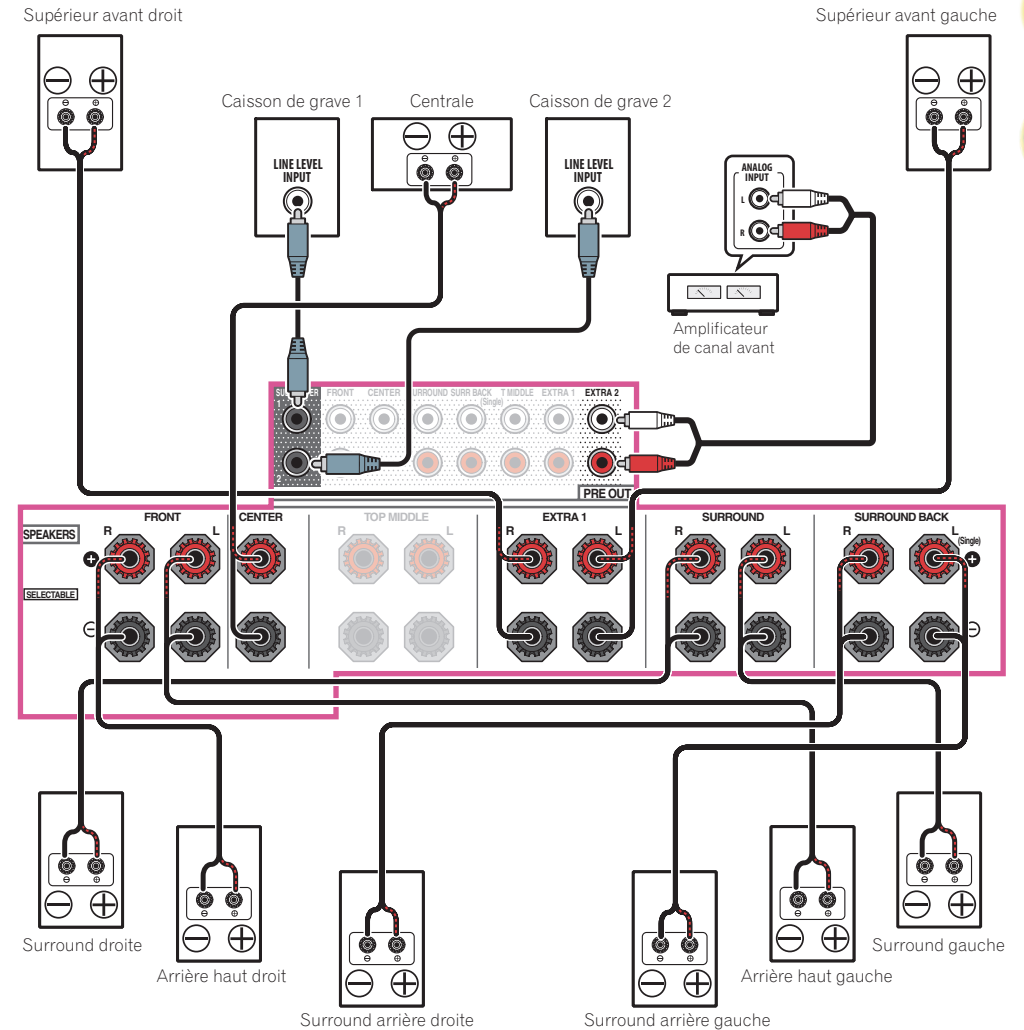 Supérieur avant droit
Supérieur avant gauche
Caisson de grave 1
Centrale
Caisson de grave 2
LINE LEVEL
INPUT
LINE LEVEL
INPUT
ANALOG
INPUT
L
R
Amplificateur
de canal avant
FRONT
CENTER
SURROUND
SURR BACK
(Single)
T MIDDLE
EXTRA 1
EXTRA 2
1
2
PRE OUT
SPEAKERS
SELECTABLE
FRONT
R
L
CENTER
TOP MIDDLE
R
L
EXTRA 1
R
L
SURROUND
R
L
SURROUND BACK
R
L
(Single)
Surround droite
Arrière haut droit
Surround arrière droite
Surround arrière gauche
Arrière haut gauche
Surround gauche